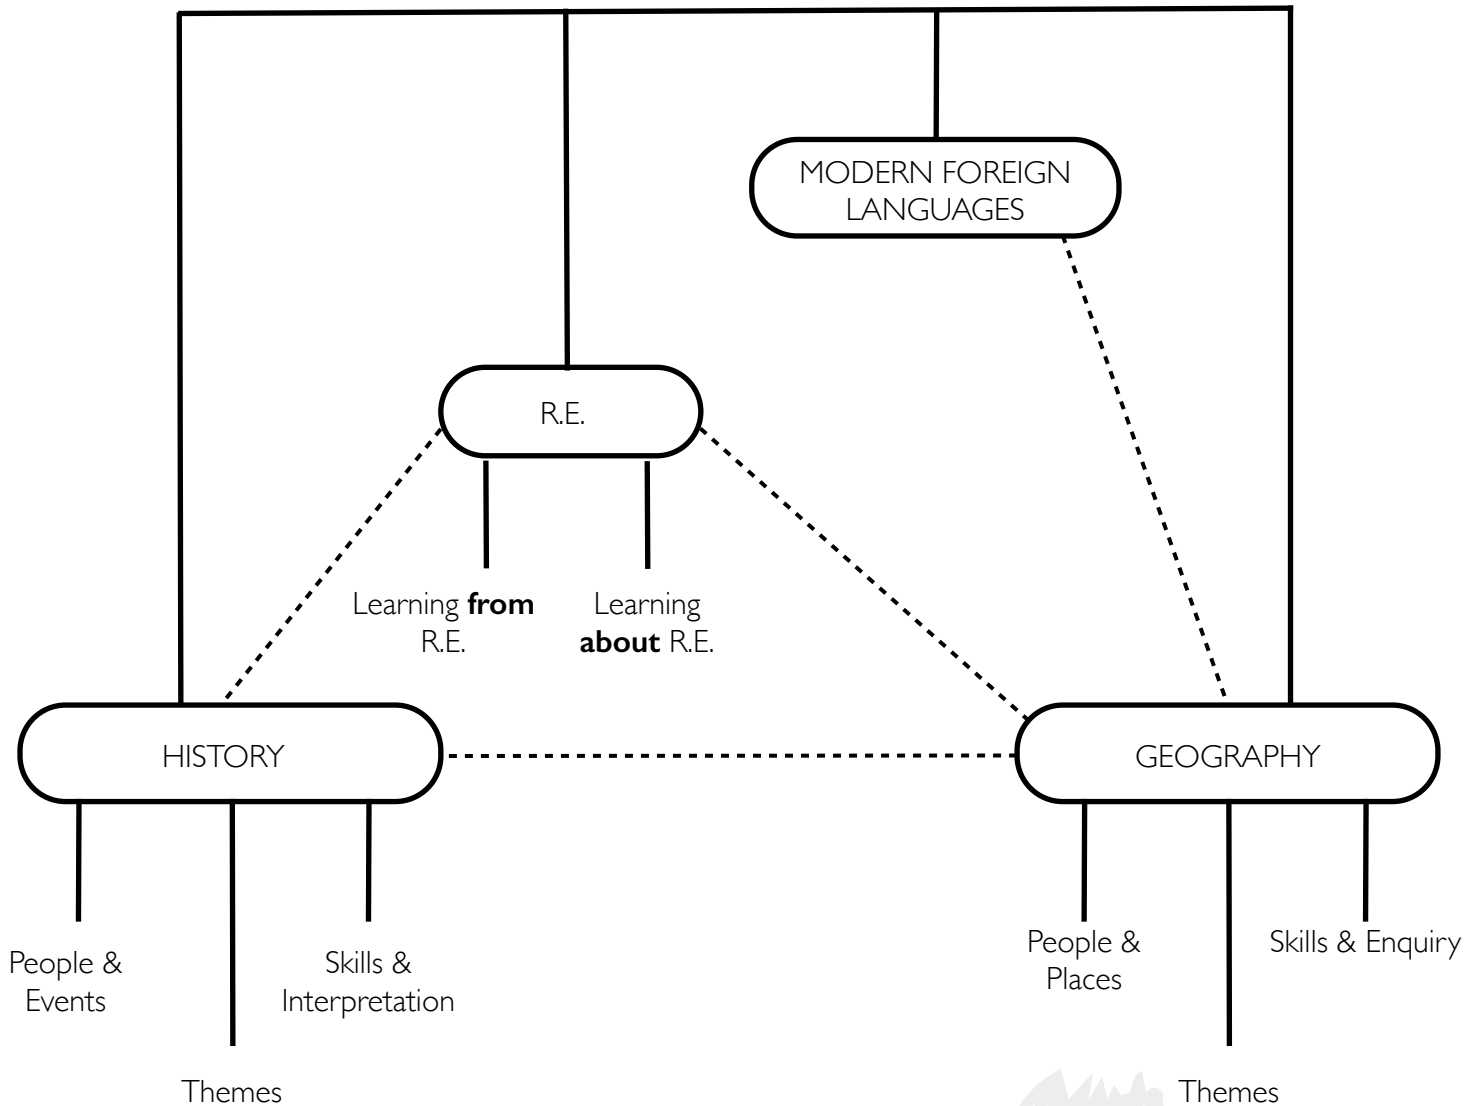 MODERN FOREIGN
LANGUAGES
R.E.
Learning from
R.E.
Learning
about R.E.
HISTORY
GEOGRAPHY
People &
Events
Skills &
Interpretation
Themes
People &
Places
Skills & Enquiry
Themes